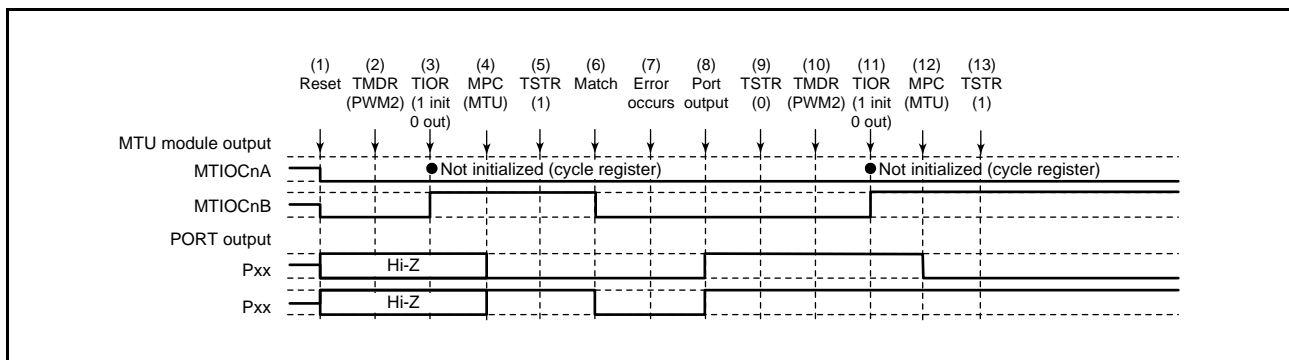 (1) (2) (3) (4) (5) (6) (7) (8) (9) (10) (11) (12) (13)
Reset TMDR TIOR MPC TSTR Match Error Port TSTR TMDR TIOR MPC TSTR
(PWM2) (1 init (MTU) (1) occurs output (0) (PWM2) (1 init (MTU) (1)
0 out) 0 out)
MTU module output
MTIOCnA Not initialized (cycle register) Not initialized (cycle register)
MTIOCnB
PORT output
Pxx Hi-Z
Pxx Hi-Z